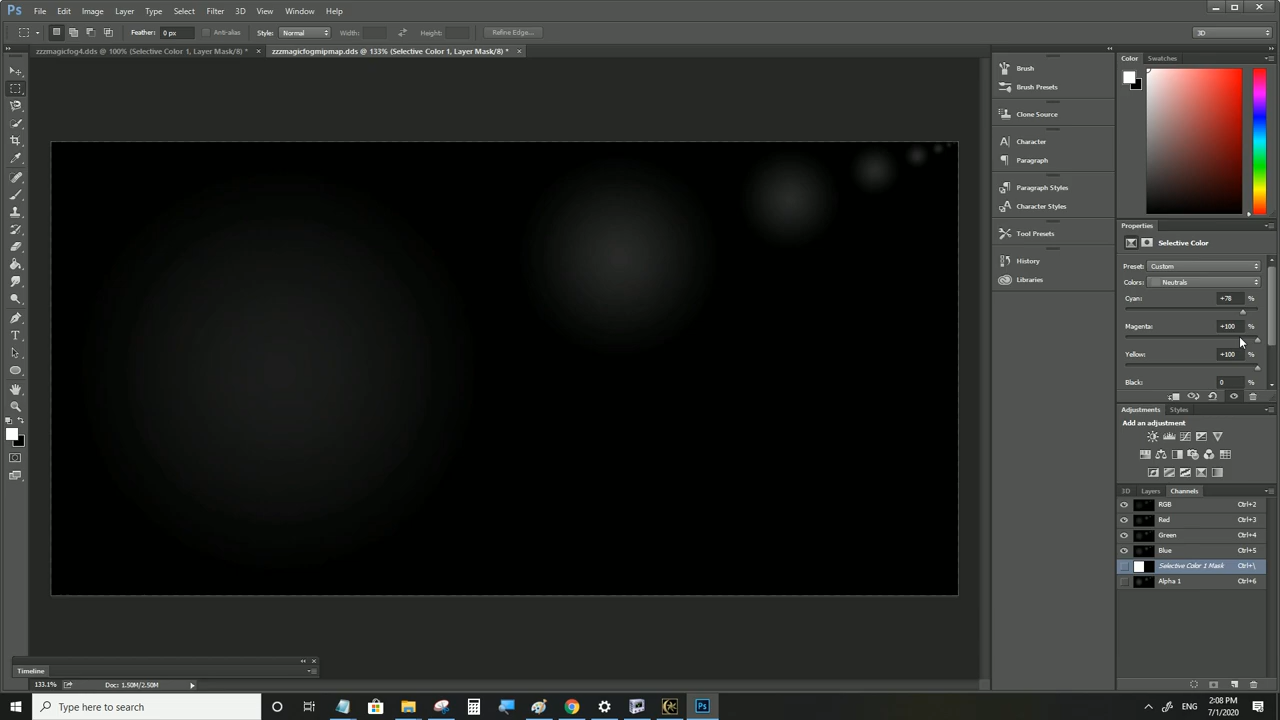 Ps File Edit Image Layer Type Select Filter 3D View Window Help
Feather: 0 px Anti-alias Style: Normal Width: Height: Refine Edge... 3D
zzzmagicfog4.dds @ 100% (Selective Color 1, Layer Mask/8) * × zzzmagicfogmipmap.dds @ 133% (Selective Color 1, Layer Mask/8) * ×
Color Swatches
Brush
Brush Presets
Clone Source
Character
Paragraph
Paragraph Styles
Character Styles
Tool Presets
History
Libraries
Properties
Selective Color
Preset: Custom
Colors: Neutrals
Cyan: +78 %
Magenta: +100 %
Yellow: +100 %
Black: 0 %
Adjustments Styles
Add an adjustment
3D Layers Channels
RGB Ctrl+2
Red Ctrl+3
Green Ctrl+4
Blue Ctrl+5
Selective Color 1 Mask Ctrl+\
Alpha 1 Ctrl+6
Timeline
133.1% Doc: 1.50M/2.50M
Type here to search
Ps
ENG
2:08 PM
7/1/2020